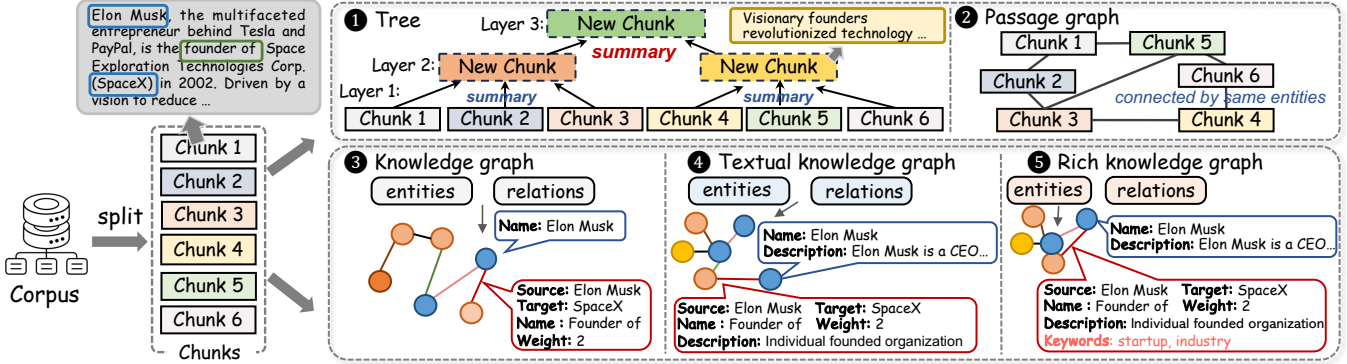 Elon Musk, the multifaceted
entrepreneur behind Tesla and
PayPal, is the founder of Space
Exploration Technologies Corp.
(SpaceX) in 2002. Driven by a
vision to reduce ...
Corpus
split
Chunk 1
Chunk 2
Chunk 3
Chunk 4
Chunk 5
Chunk 6
Chunks
❶ Tree
Layer 3:
New Chunk
summary
Visionary founders
revolutionized technology ...
Layer 2:
New Chunk
New Chunk
Layer 1:
summary
summary
Chunk 1
Chunk 2
Chunk 3
Chunk 4
Chunk 5
Chunk 6
❷ Passage graph
Chunk 1
Chunk 5
Chunk 2
Chunk 6
connected by same entities
Chunk 3
Chunk 4
❸ Knowledge graph
entities
relations
Name: Elon Musk
Source: Elon Musk
Target: SpaceX
Name : Founder of
Weight: 2
❹ Textual knowledge graph
entities
relations
Name: Elon Musk
Description: Elon Musk is a CEO...
Source: Elon Musk Target: SpaceX
Name : Founder of Weight: 2
Description: Individual founded organization
❺ Rich knowledge graph
entities
relations
Name: Elon Musk
Description: Elon Musk is a CEO...
Source: Elon Musk Target: SpaceX
Name : Founder of Weight: 2
Description: Individual founded organization
Keywords: startup, industry